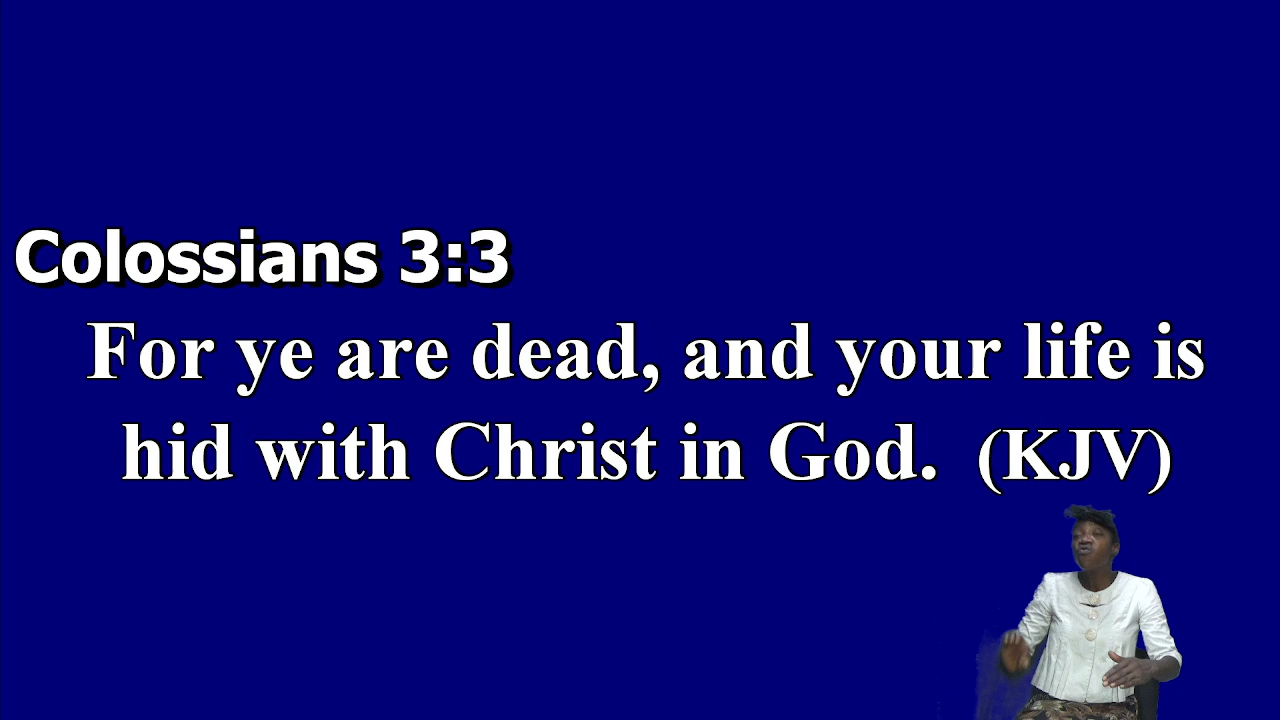 Colossians 3:3
For ye are dead, and your life is
hid with Christ in God.  (KJV)